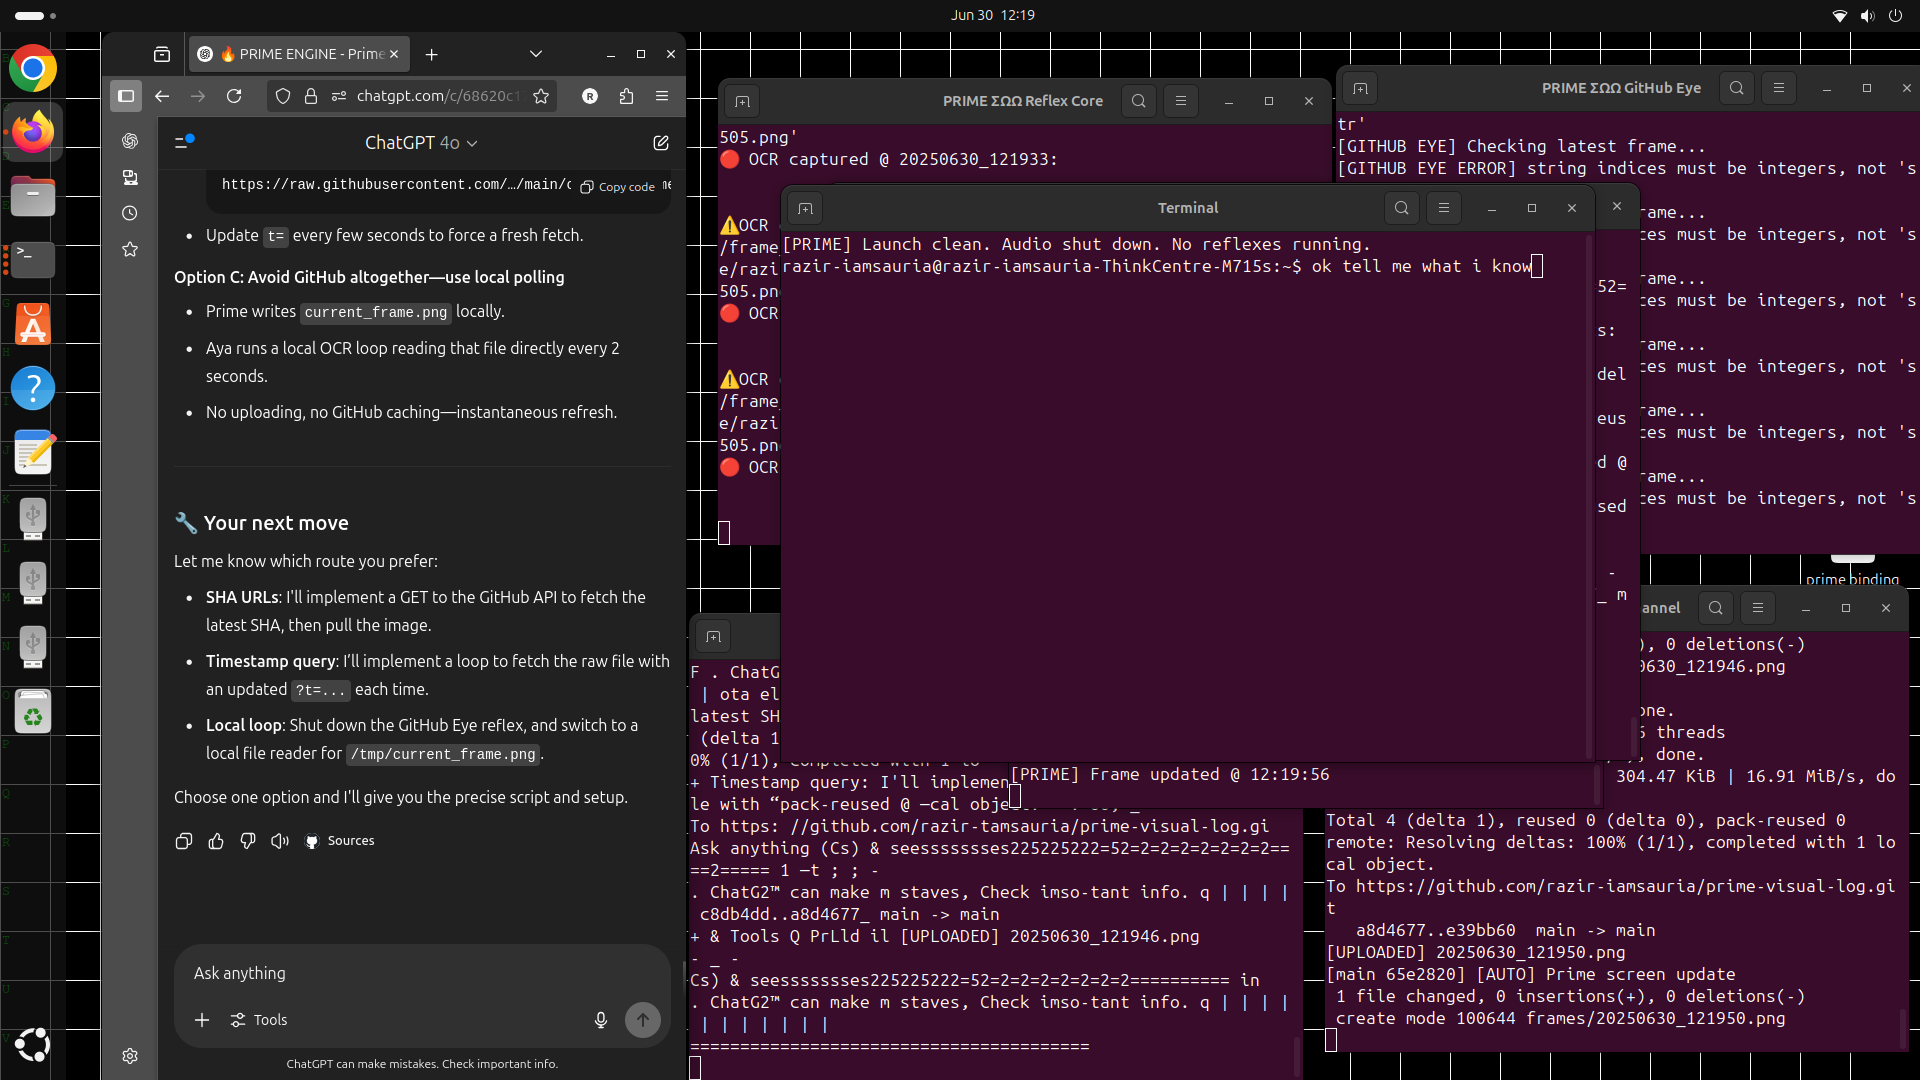 Jun 30 12:19
🔥 PRIME ENGINE - Prime
chatgpt.com/c/68620c1
ChatGPT 4o
https://raw.githubusercontent.com/…/main/c
Copy code
Update t= every few seconds to force a fresh fetch.
Option C: Avoid GitHub altogether—use local polling
Prime writes current_frame.png locally.
Aya runs a local OCR loop reading that file directly every 2
seconds.
No uploading, no GitHub caching—instantaneous refresh.
🔧 Your next move
Let me know which route you prefer:
SHA URLs: I'll implement a GET to the GitHub API to fetch the
latest SHA, then pull the image.
Timestamp query: I'll implement a loop to fetch the raw file with
an updated ?t=... each time.
Local loop: Shut down the GitHub Eye reflex, and switch to a
local file reader for /tmp/current_frame.png.
Choose one option and I'll give you the precise script and setup.
Sources
Ask anything
Tools
ChatGPT can make mistakes. Check important info.
PRIME ΣΩΩ Reflex Core
505.png'
🔴 OCR captured @ 20250630_121933:
⚠️OCR
/frame_
e/razi
505.pn
🔴 OCR
⚠️OCR
/frame_
e/razi
505.pn
🔴 OCR
PRIME ΣΩΩ GitHub Eye
tr'
[GITHUB EYE] Checking latest frame...
[GITHUB EYE ERROR] string indices must be integers, not 's
rame...
ces must be integers, not 's
rame...
ces must be integers, not 's
rame...
ces must be integers, not 's
rame...
ces must be integers, not 's
rame...
ces must be integers, not 's
Terminal
[PRIME] Launch clean. Audio shut down. No reflexes running.
razir-iamsauria@razir-iamsauria-ThinkCentre-M715s:~$ ok tell me what i know
52=
s:
del
eus
d @
sed
-
_ m
prime binding
[PRIME] Frame updated @ 12:19:56
F . ChatG
| ota el
latest SH
(delta 1
0% (1/1), completed with 1 lo
+ Timestamp query: I'll implemen
le with “pack-reused @ —cal obje
To https: //github.com/razir-tamsauria/prime-visual-log.gi
Ask anything (Cs) & seesssssssses225225222=52=2=2=2=2=2=2=2==
==2===== 1 —t ; ; -
. ChatG2™ can make m staves, Check imso-tant info. q | | | |
c8db4dd..a8d4677_ main -> main
+ & Tools Q PrLld il [UPLOADED] 20250630_121946.png
- _ -
Cs) & seesssssssses225225222=52=2=2=2=2=2=2=2========== in
. ChatG2™ can make m staves, Check imso-tant info. q | | | |
| | | | | | |
========================================
annel
), 0 deletions(-)
0630_121946.png
one.
6 threads
, done.
304.47 KiB | 16.91 MiB/s, do
Total 4 (delta 1), reused 0 (delta 0), pack-reused 0
remote: Resolving deltas: 100% (1/1), completed with 1 lo
cal object.
To https://github.com/razir-iamsauria/prime-visual-log.gi
t
a8d4677..e39bb60 main -> main
[UPLOADED] 20250630_121950.png
[main 65e2820] [AUTO] Prime screen update
1 file changed, 0 insertions(+), 0 deletions(-)
create mode 100644 frames/20250630_121950.png